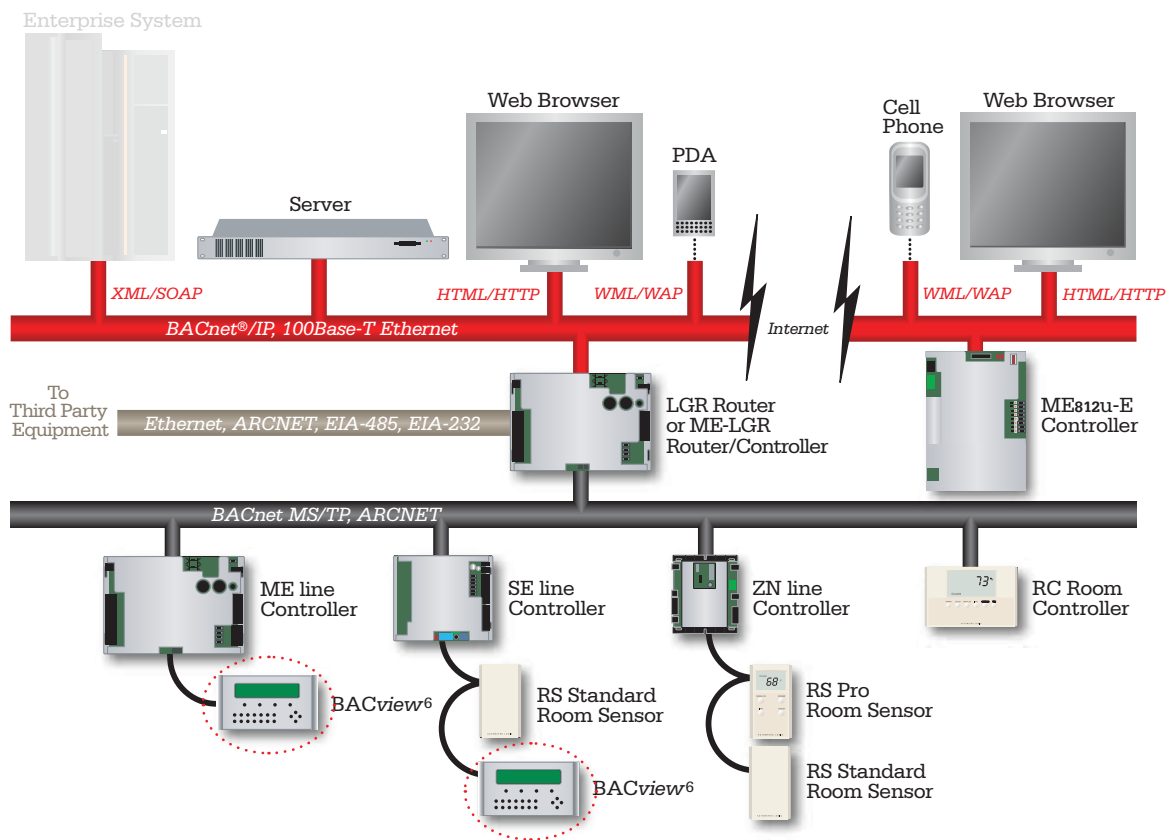 Enterprise System
Web Browser
Cell
Phone
Web Browser
PDA
Server
XML/SOAP
HTML/HTTP
WML/WAP
WML/WAP
HTML/HTTP
BACnet®/IP, 100Base-T Ethernet
Internet
To
Third Party
Equipment
Ethernet, ARCNET, EIA-485, EIA-232
LGR Router
or ME-LGR
Router/Controller
ME812u-E
Controller
BACnet MS/TP, ARCNET
ME line
Controller
SE line
Controller
ZN line
Controller
73
RC Room
Controller
BACview⁶
RS Standard
Room Sensor
68
RS Pro
Room Sensor
BACview⁶
RS Standard
Room Sensor